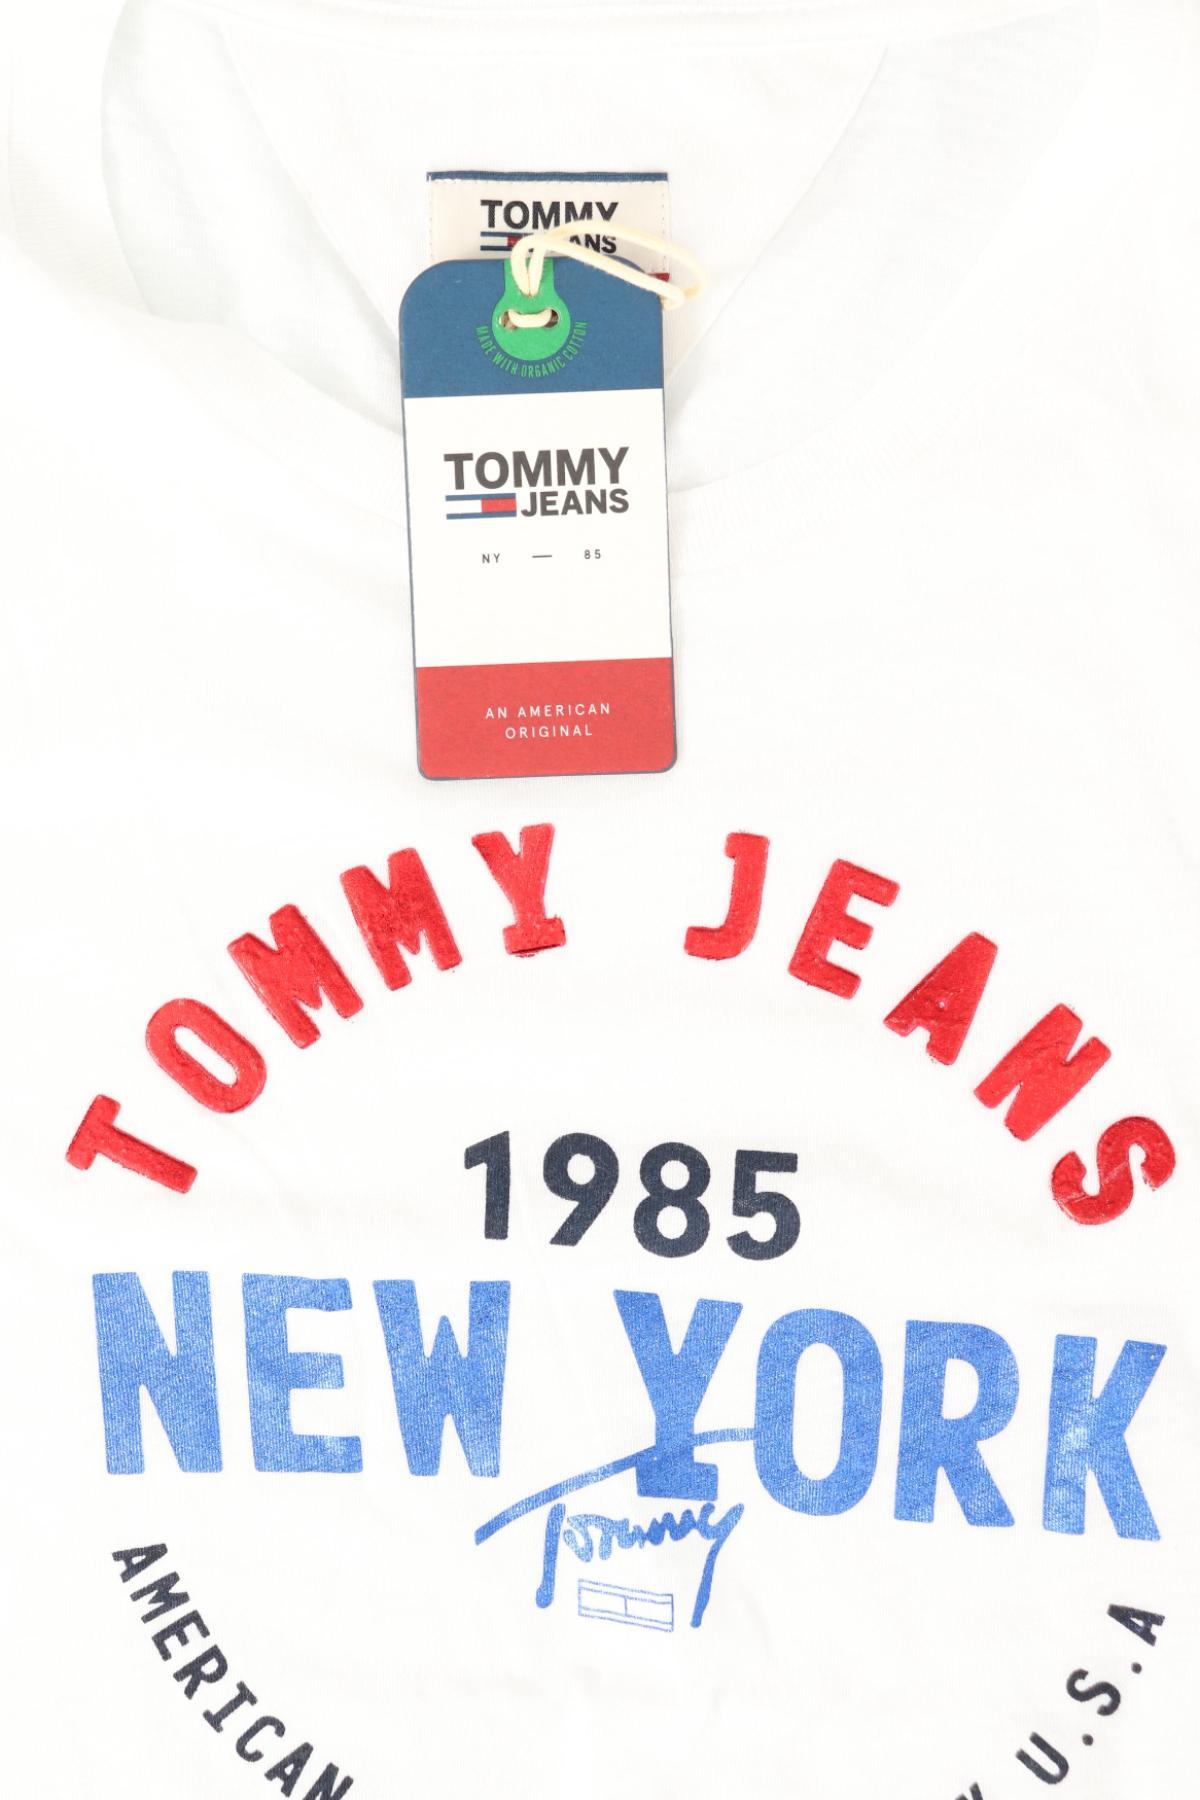 TOMMY
JEANS
MADE WITH ORGANIC COTTON
TOMMY
JEANS
NY — 85
AN AMERICAN
ORIGINAL
TOMMY JEANS
1985
NEW YORK
Tommy
AMERICAN
U.S.A